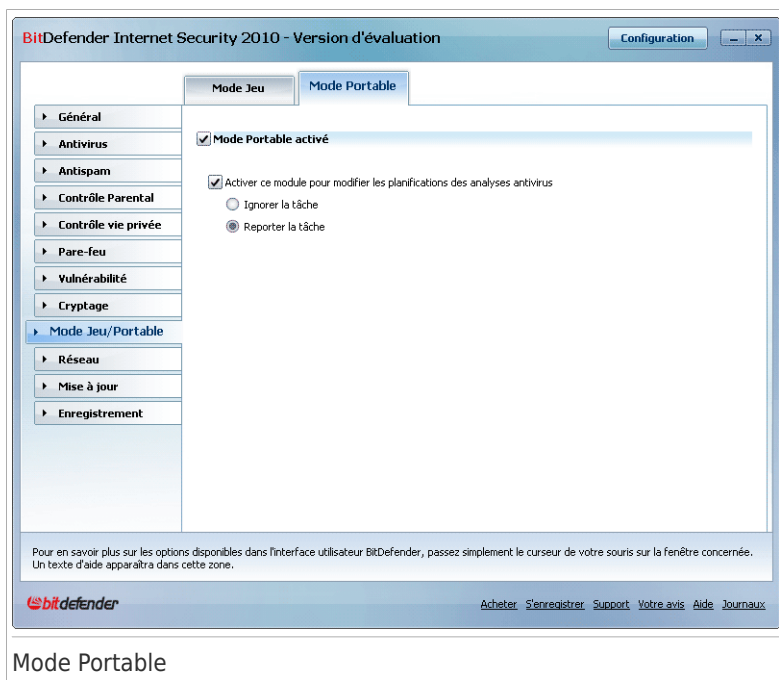 BitDefender Internet Security 2010 - Version d'évaluation
Configuration
Mode Jeu
Mode Portable
Général
Antivirus
Antispam
Contrôle Parental
Contrôle vie privée
Pare-feu
Vulnérabilité
Cryptage
Mode Jeu/Portable
Réseau
Mise à jour
Enregistrement
Mode Portable activé
Activer ce module pour modifier les planifications des analyses antivirus
Ignorer la tâche
Reporter la tâche
Pour en savoir plus sur les options disponibles dans l'interface utilisateur BitDefender, passez simplement le curseur de votre souris sur la fenêtre concernée.
Un texte d'aide apparaîtra dans cette zone.
bitdefender
Acheter S'enregistrer Support Votre avis Aide Journaux
Mode Portable